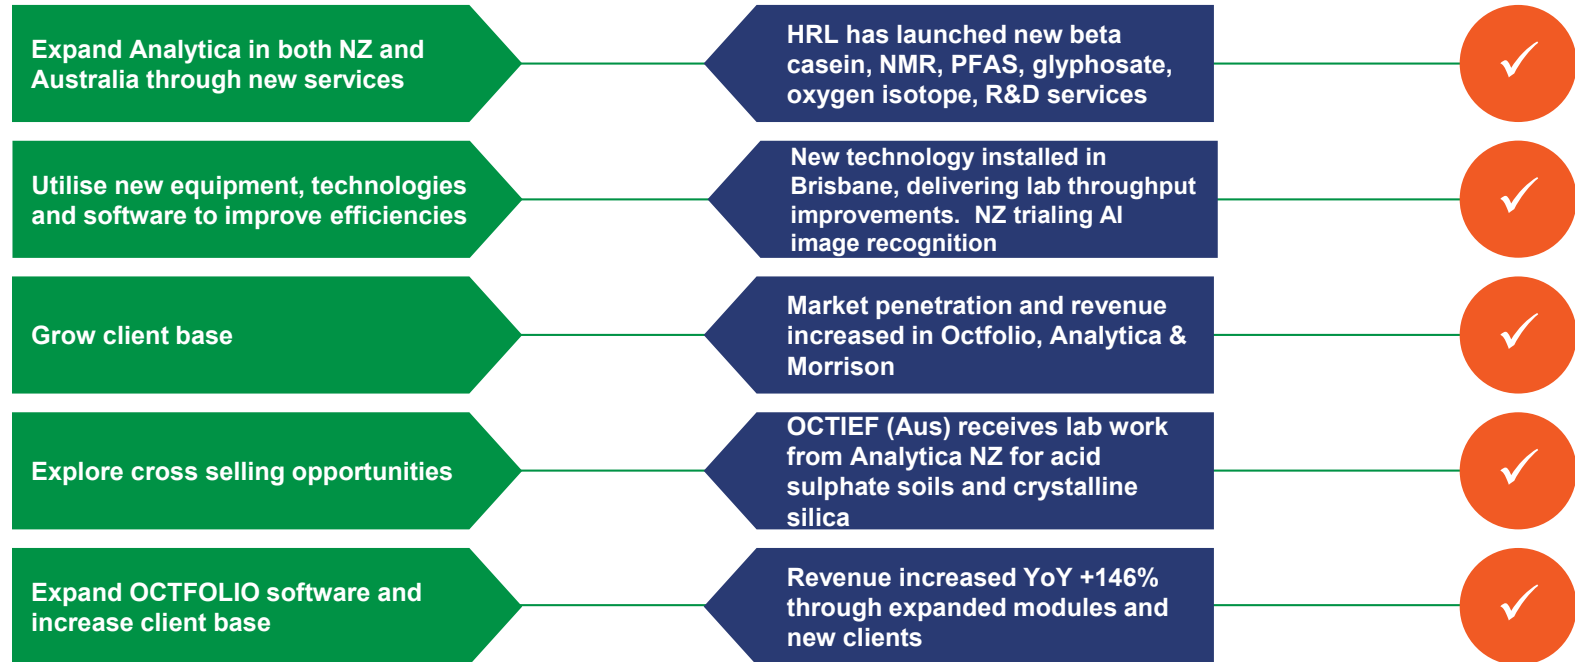 Expand Analytica in both NZ and
Australia through new services
HRL has launched new beta
casein, NMR, PFAS, glyphosate,
oxygen isotope, R&D services
Utilise new equipment, technologies
and software to improve efficiencies
New technology installed in
Brisbane, delivering lab throughput
improvements.  NZ trialing AI
image recognition
Grow client base
Market penetration and revenue
increased in Octfolio, Analytica &
Morrison
Explore cross selling opportunities
OCTIEF (Aus) receives lab work
from Analytica NZ for acid
sulphate soils and crystalline
silica
Expand OCTFOLIO software and
increase client base
Revenue increased YoY +146%
through expanded modules and
new clients